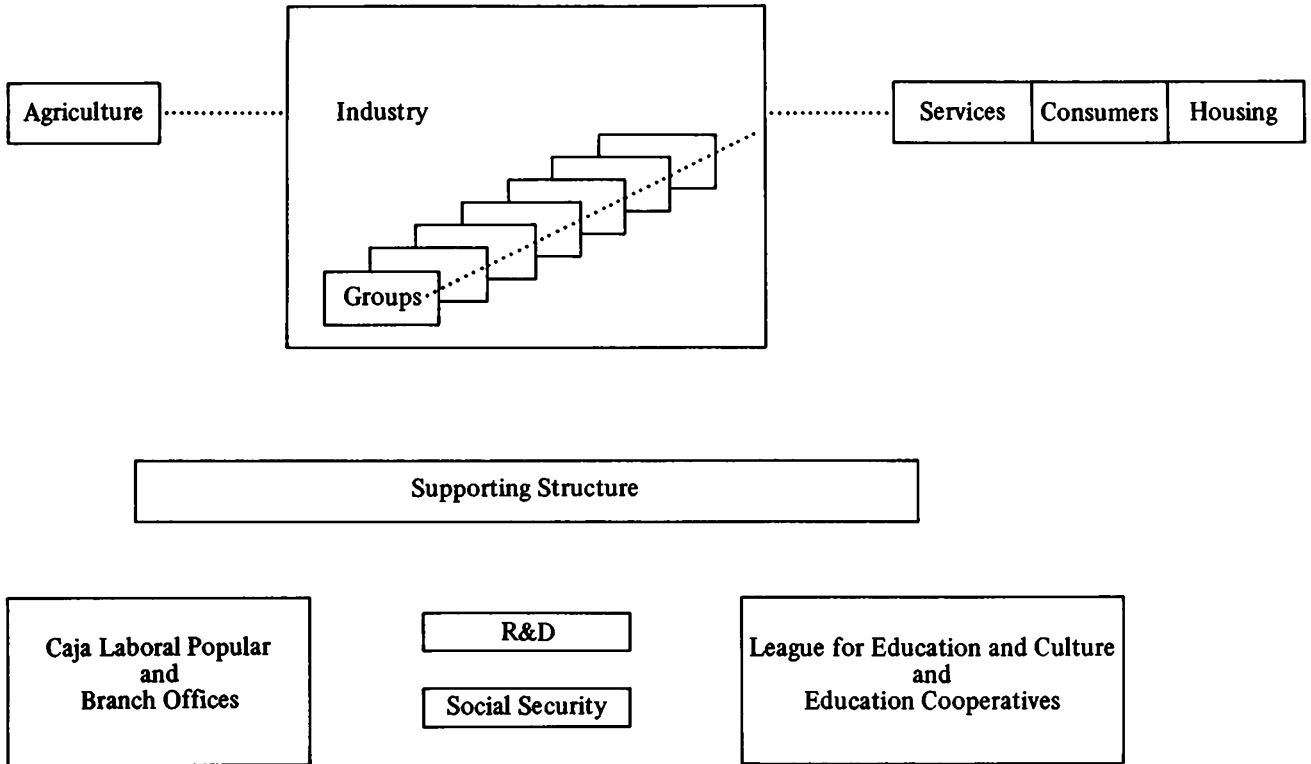 Agriculture
Industry
Groups
Services
Consumers
Housing
Supporting Structure
Caja Laboral Popular
and
Branch Offices
R&D
Social Security
League for Education and Culture
and
Education Cooperatives